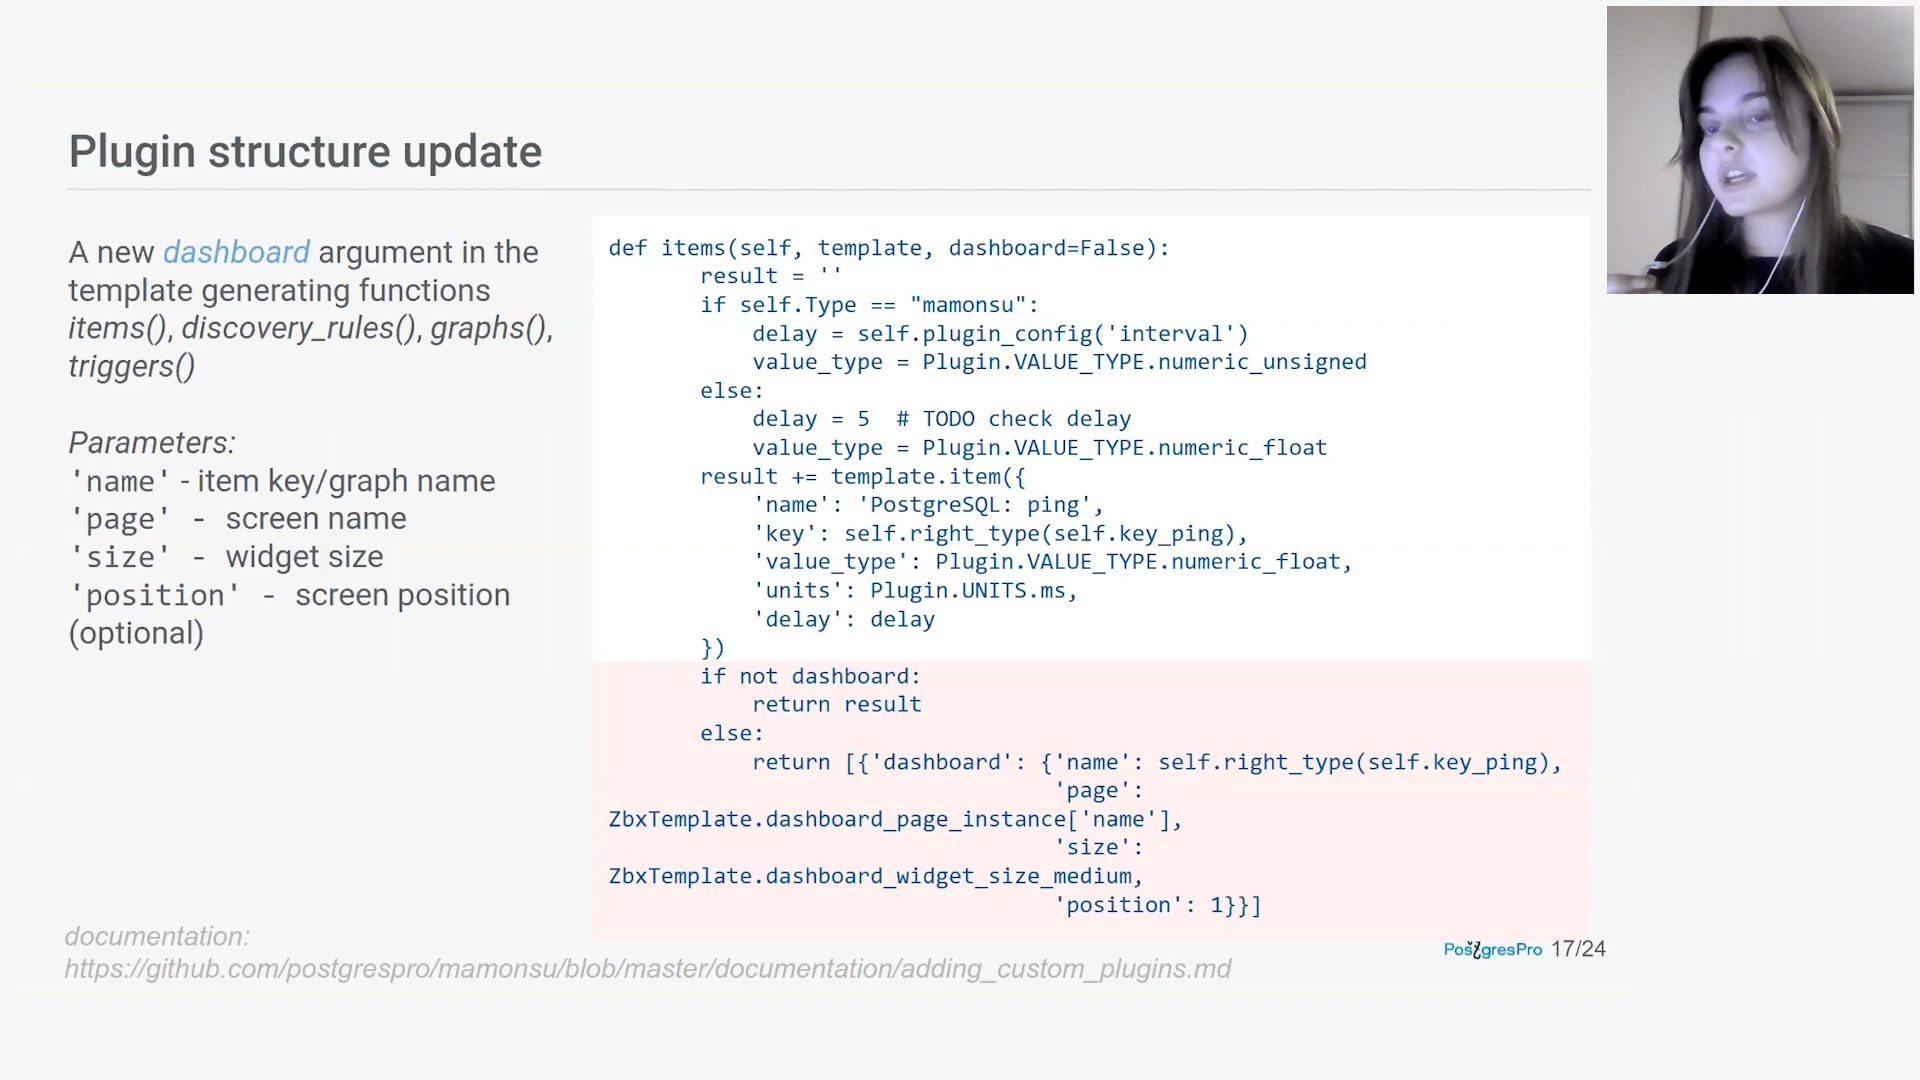 Plugin structure update
A new dashboard argument in the
template generating functions
items(), discovery_rules(), graphs(),
triggers()
Parameters:
'name' - item key/graph name
'page' - screen name
'size' - widget size
'position' - screen position
(optional)
def items(self, template, dashboard=False):
result = ''
if self.Type == "mamonsu":
delay = self.plugin_config('interval')
value_type = Plugin.VALUE_TYPE.numeric_unsigned
else:
delay = 5 # TODO check delay
value_type = Plugin.VALUE_TYPE.numeric_float
result += template.item({
'name': 'PostgreSQL: ping',
'key': self.right_type(self.key_ping),
'value_type': Plugin.VALUE_TYPE.numeric_float,
'units': Plugin.UNITS.ms,
'delay': delay
})
if not dashboard:
return result
else:
return [{'dashboard': {'name': self.right_type(self.key_ping),
'page':
ZbxTemplate.dashboard_page_instance['name'],
'size':
ZbxTemplate.dashboard_widget_size_medium,
'position': 1}}]
documentation:
https://github.com/postgrespro/mamonsu/blob/master/documentation/adding_custom_plugins.md
PostgresPro 17/24